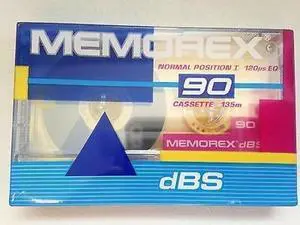 MEMOREX®
NORMAL POSITION I 120µs EQ
90
CASSETTE 135m
90
MEMOREX dBS
dBS